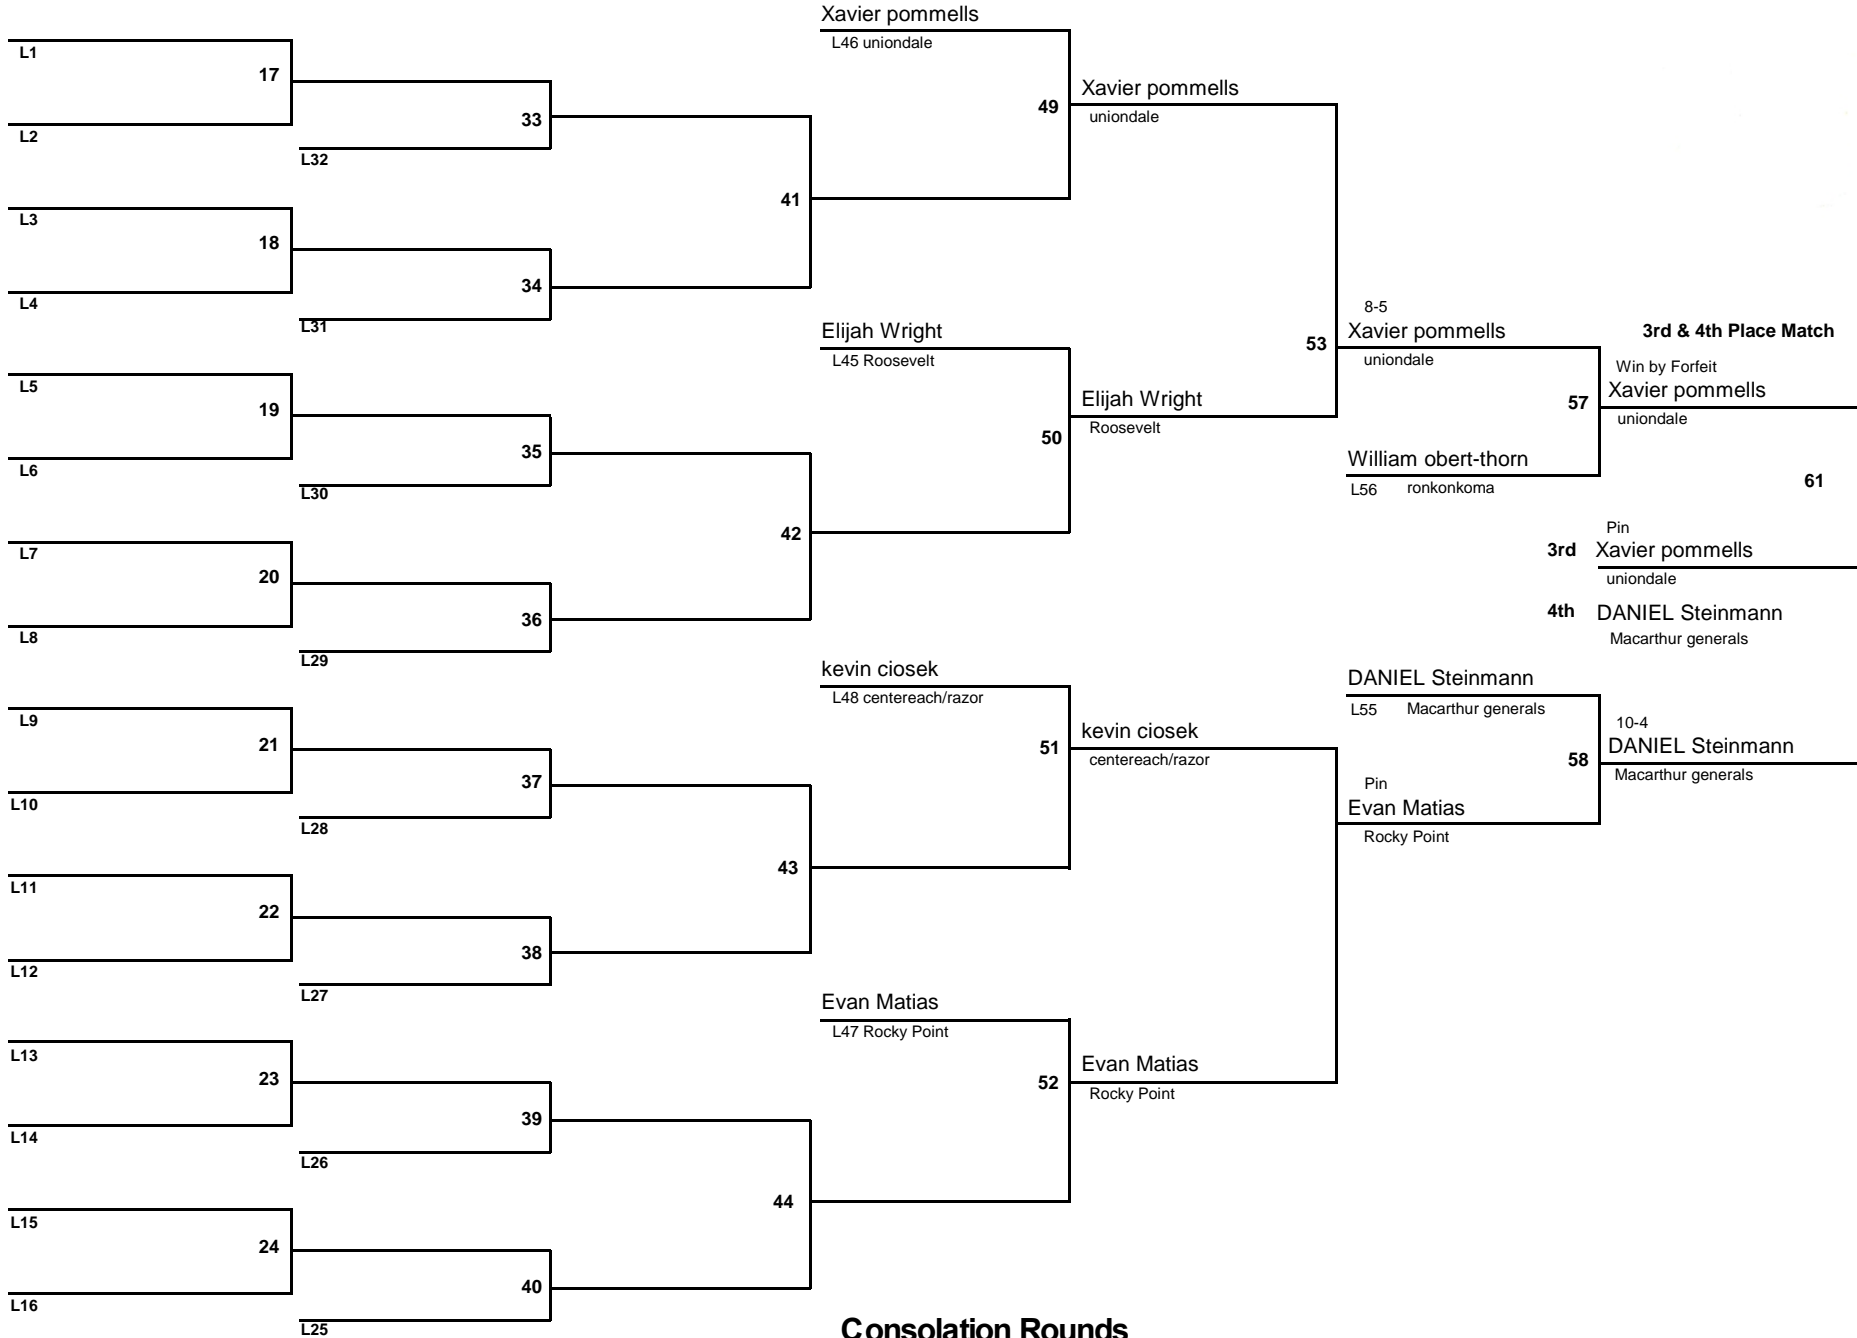 Xavier pommells
L46 uniondale
L1
17
L2
33
L32
Xavier pommells
uniondale
49
41
L3
18
L4
34
L31
Elijah Wright
L45 Roosevelt
8-5
Xavier pommells
uniondale
53
3rd & 4th Place Match
Win by Forfeit
Xavier pommells
uniondale
57
L5
19
L6
35
L30
Elijah Wright
Roosevelt
50
William obert-thorn
L56 ronkonkoma
61
42
L7
20
L8
36
L29
Pin
3rd Xavier pommells
uniondale
4th DANIEL Steinmann
Macarthur generals
kevin ciosek
L48 centereach/razor
DANIEL Steinmann
L55 Macarthur generals
L9
21
L10
37
L28
51
kevin ciosek
centereach/razor
10-4
DANIEL Steinmann
Macarthur generals
58
Pin
Evan Matias
Rocky Point
43
L11
22
L12
38
L27
Evan Matias
L47 Rocky Point
L13
23
L14
39
L26
52
Evan Matias
Rocky Point
44
L15
24
L16
40
L25
Consolation Rounds